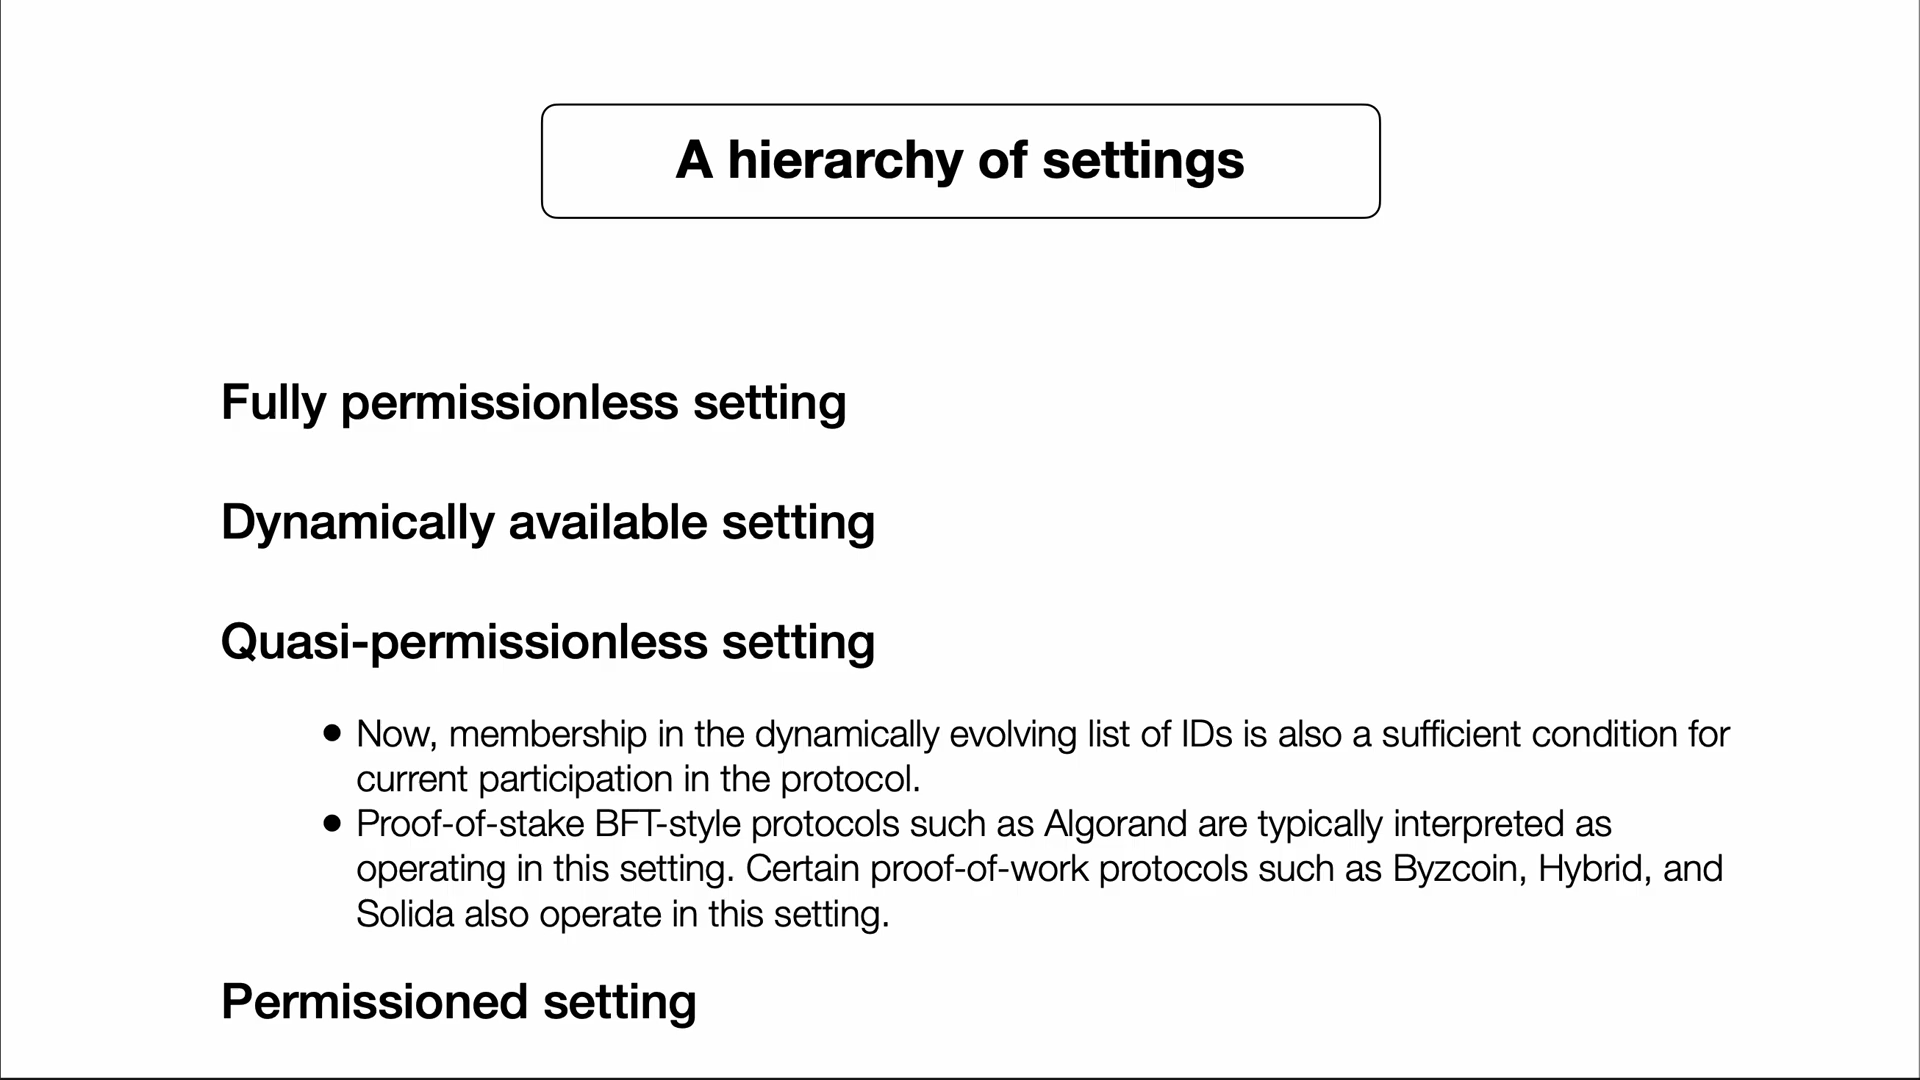 A hierarchy of settings
Fully permissionless setting
Dynamically available setting
Quasi-permissionless setting
● Now, membership in the dynamically evolving list of IDs is also a sufficient condition for
current participation in the protocol.
● Proof-of-stake BFT-style protocols such as Algorand are typically interpreted as
operating in this setting. Certain proof-of-work protocols such as Byzcoin, Hybrid, and
Solida also operate in this setting.
Permissioned setting